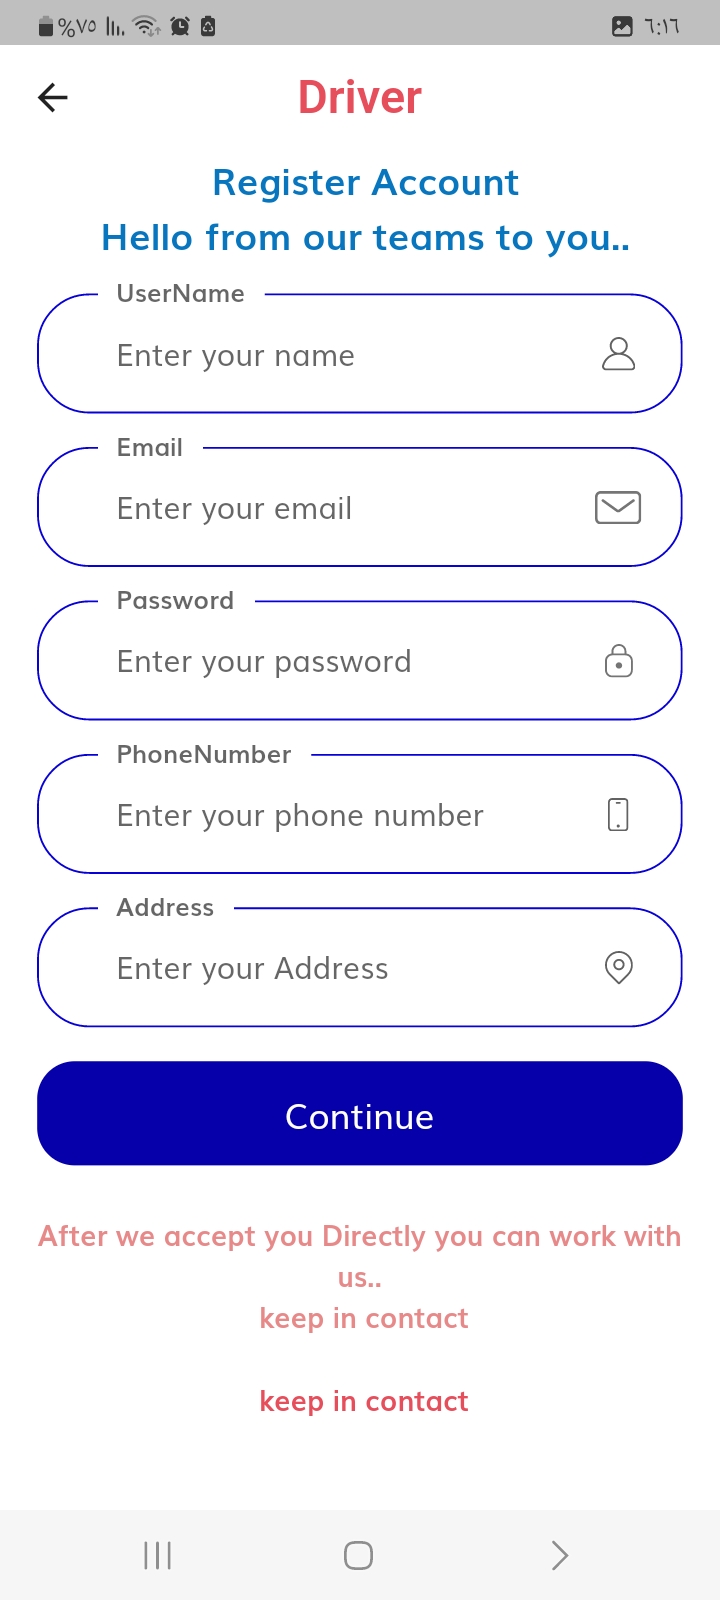 %٧٥
٦:١٦
Driver
Register Account
Hello from our teams to you..
UserName
Enter your name
Email
Enter your email
Password
Enter your password
PhoneNumber
Enter your phone number
Address
Enter your Address
Continue
After we accept you Directly you can work with
us..
keep in contact
keep in contact